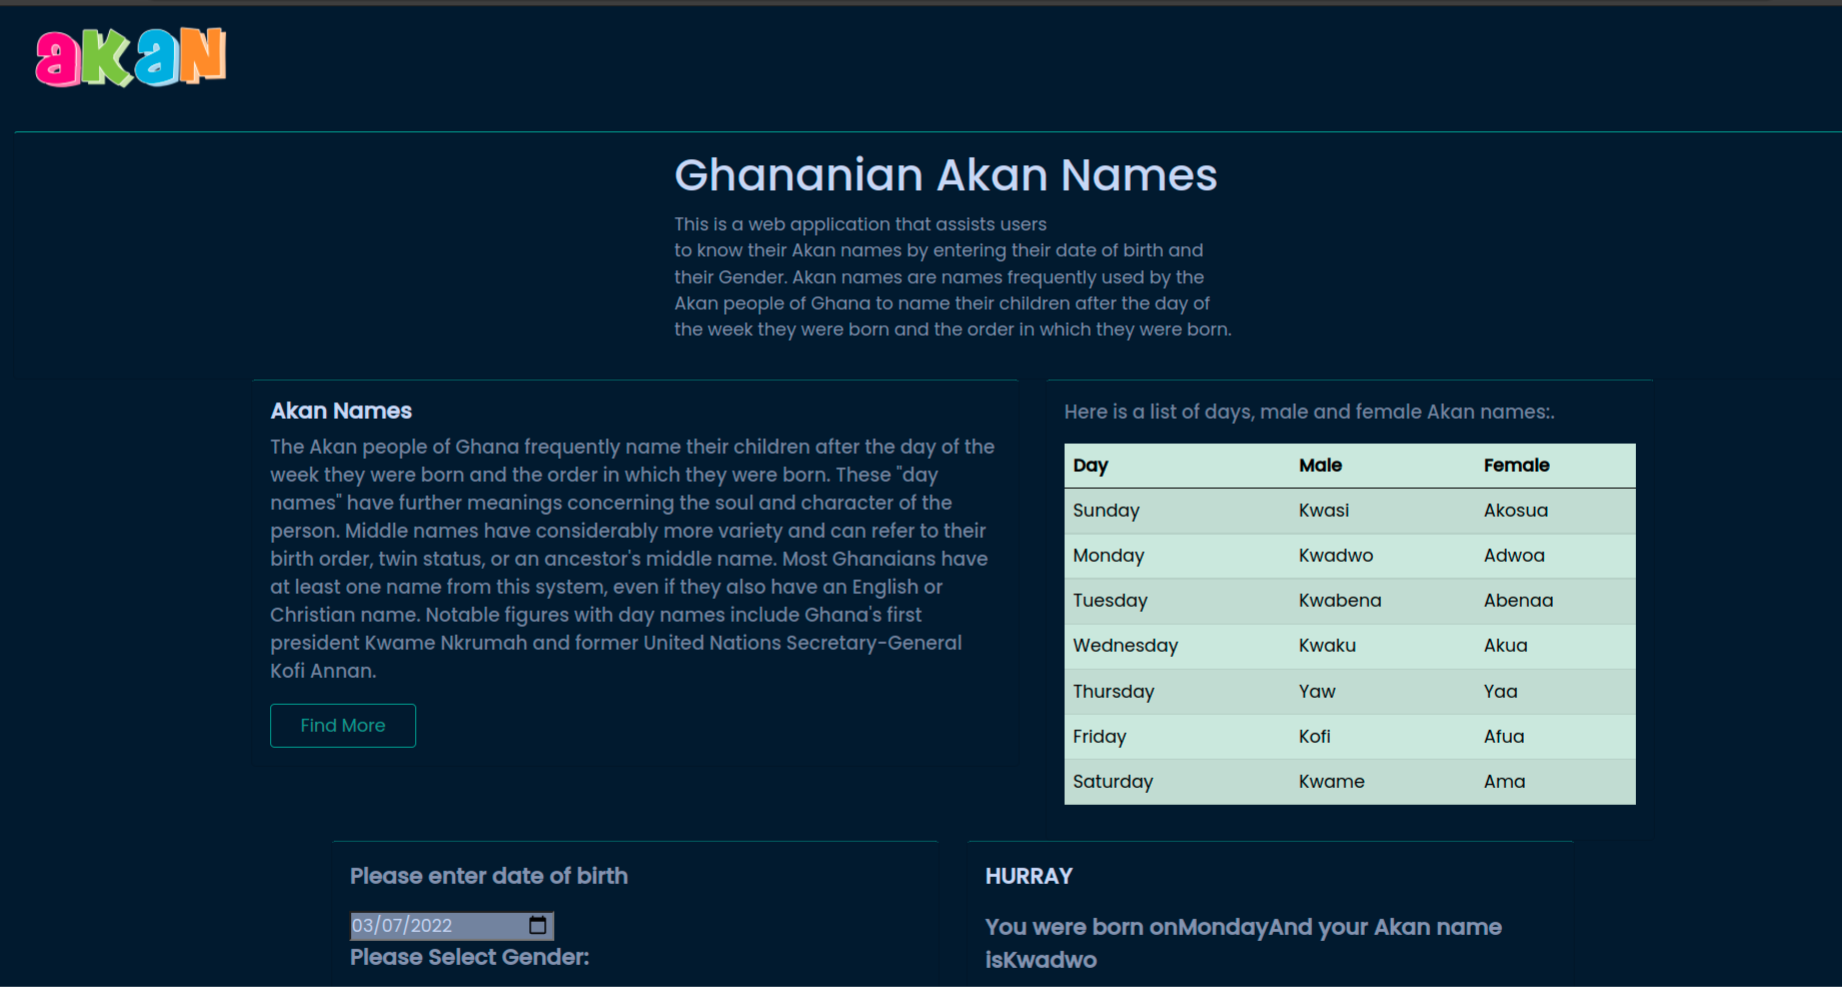 akan
Ghananian Akan Names
This is a web application that assists users
to know their Akan names by entering their date of birth and
their Gender. Akan names are names frequently used by the
Akan people of Ghana to name their children after the day of
the week they were born and the order in which they were born.
Akan Names
The Akan people of Ghana frequently name their children after the day of the
week they were born and the order in which they were born. These "day
names" have further meanings concerning the soul and character of the
person. Middle names have considerably more variety and can refer to their
birth order, twin status, or an ancestor's middle name. Most Ghanaians have
at least one name from this system, even if they also have an English or
Christian name. Notable figures with day names include Ghana's first
president Kwame Nkrumah and former United Nations Secretary-General
Kofi Annan.
Find More
Here is a list of days, male and female Akan names:.
Day Male Female
Sunday Kwasi Akosua
Monday Kwadwo Adwoa
Tuesday Kwabena Abenaa
Wednesday Kwaku Akua
Thursday Yaw Yaa
Friday Kofi Afua
Saturday Kwame Ama
Please enter date of birth
03/07/2022
Please Select Gender:
HURRAY
You were born onMondayAnd your Akan name
isKwadwo